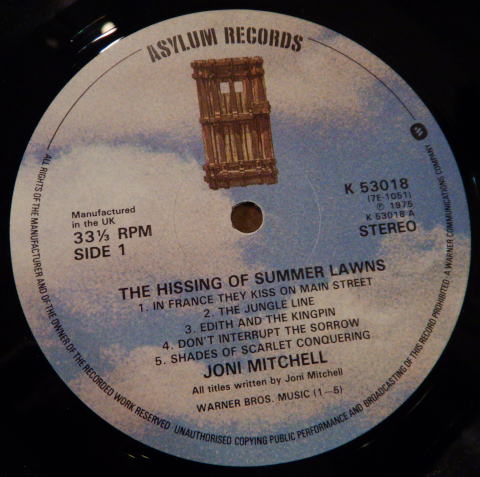 ASYLUM RECORDS
K 53018
(7E-1051)
℗ 1975
K 53018 A
STEREO
Manufactured
in the UK
33⅓ RPM
SIDE 1
THE HISSING OF SUMMER LAWNS
1. IN FRANCE THEY KISS ON MAIN STREET
2. THE JUNGLE LINE
3. EDITH AND THE KINGPIN
4. DON'T INTERRUPT THE SORROW
5. SHADES OF SCARLET CONQUERING
JONI MITCHELL
All titles written by Joni Mitchell
WARNER BROS. MUSIC (1—5)
ALL RIGHTS OF THE MANUFACTURER AND OF THE OWNER OF THE RECORDED WORK RESERVED · UNAUTHORISED COPYING PUBLIC PERFORMANCE AND BROADCASTING OF THIS RECORD PROHIBITED · A WARNER COMMUNICATIONS COMPANY